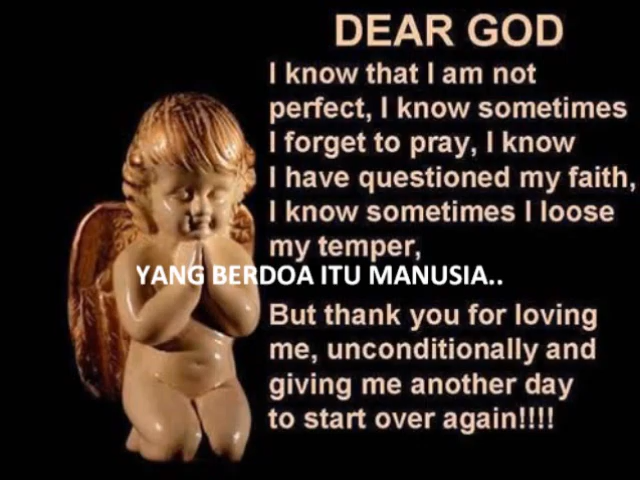 DEAR GOD
I know that I am not
perfect, I know sometimes
I forget to pray, I know
I have questioned my faith,
I know sometimes I loose
my temper,
YANG BERDOA ITU MANUSIA..
But thank you for loving
me, unconditionally and
giving me another day
to start over again!!!!